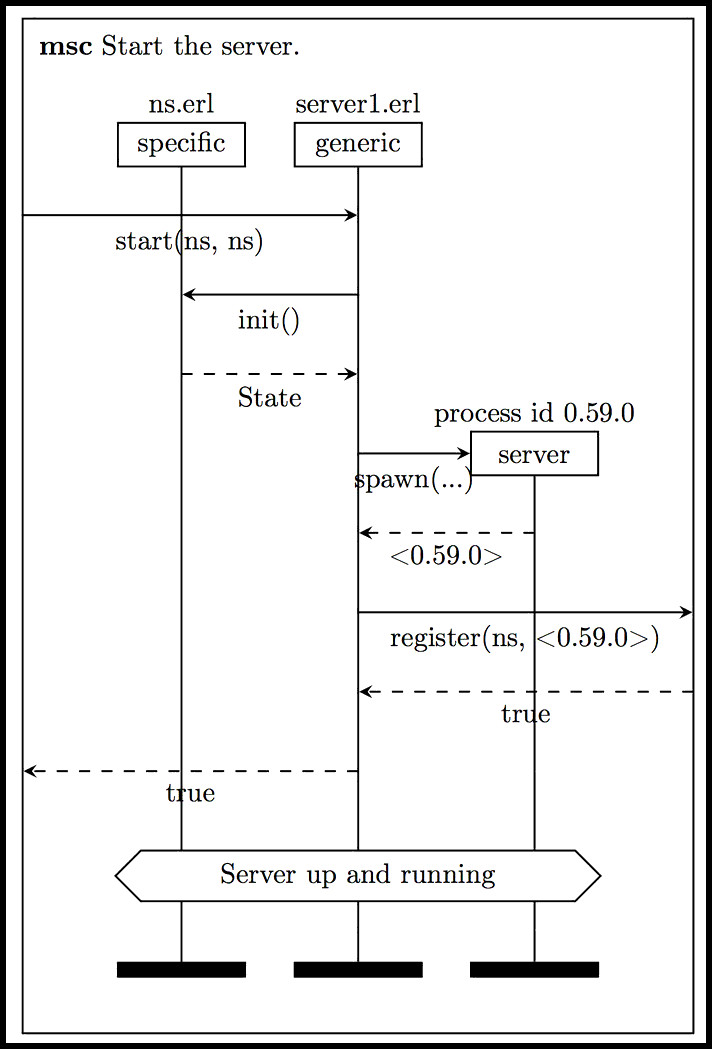 msc Start the server.
ns.erl
server1.erl
specific
generic
start(ns, ns)
init()
State
process id 0.59.0
server
spawn(...)
<0.59.0>
register(ns, <0.59.0>)
true
true
Server up and running